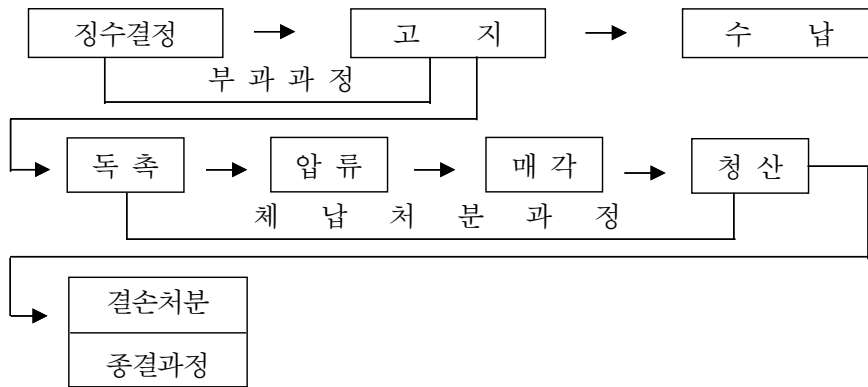 징수결정 고 지 수 납
부 과 과 정
독 촉 압 류 매 각 청 산
체 납 처 분 과 정
결손처분
종결과정